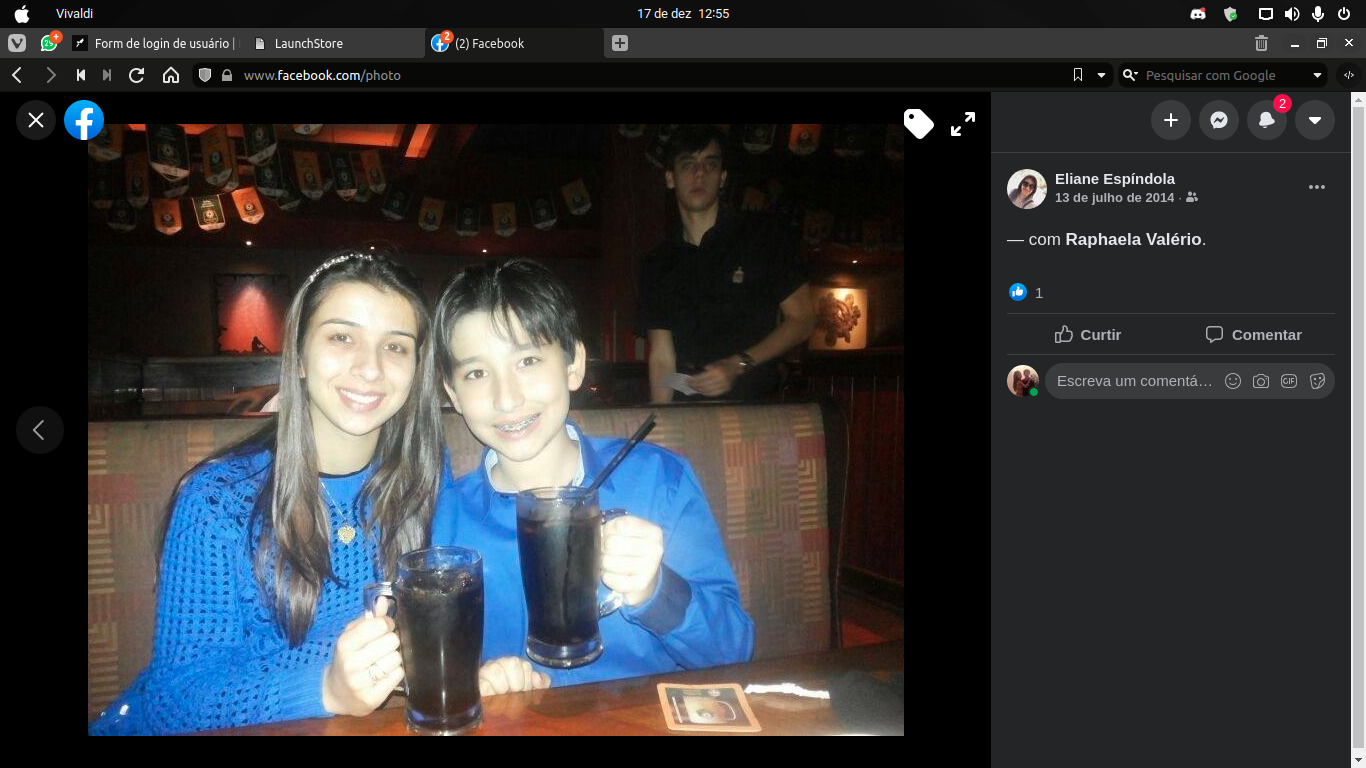 Vivaldi
17 de dez 12:55
25
Form de login de usuário |
LaunchStore
2
(2) Facebook
www.facebook.com/photo
Pesquisar com Google
2
Eliane Espíndola
13 de julho de 2014 ·
— com Raphaela Valério.
1
Curtir
Comentar
Escreva um comentá...
GIF